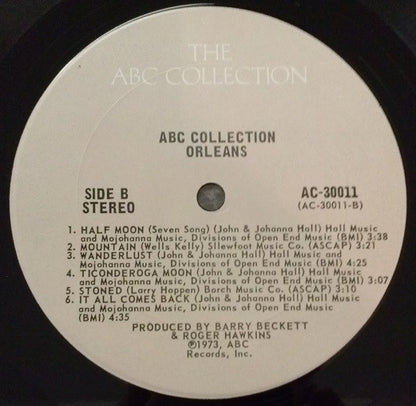 THE
ABC COLLECTION
ABC COLLECTION
ORLEANS
SIDE B AC-30011
STEREO (AC-30011-B)
1. HALF MOON (Seven Song) (John & Johanna Hall) Hall Music
and Mojohanna Music, Divisions of Open End Music (BMI) 3:38
2. MOUNTAIN (Wells Kelly) Sllewfoot Music Co. (ASCAP) 3:21
3. WANDERLUST (John & Johanna Hall) Hall Music and
Mojohanna Music, Divisions of Open End Music (BMI) 4:25
4. TICONDEROGA MOON (John & Johanna Hall) Hall Music
and Mojohanna Music, Divisions of Open End Music (BMI) 3:07
5. STONED (Larry Hoppen) Borch Music Co. (ASCAP) 3:10
6. IT ALL COMES BACK (John & Johanna Hall) Hall Music
and Mojohanna Music, Divisions of Open End Music
(BMI) 4:35
PRODUCED BY BARRY BECKETT
& ROGER HAWKINS
Ⓟ1973, ABC
Records, Inc.